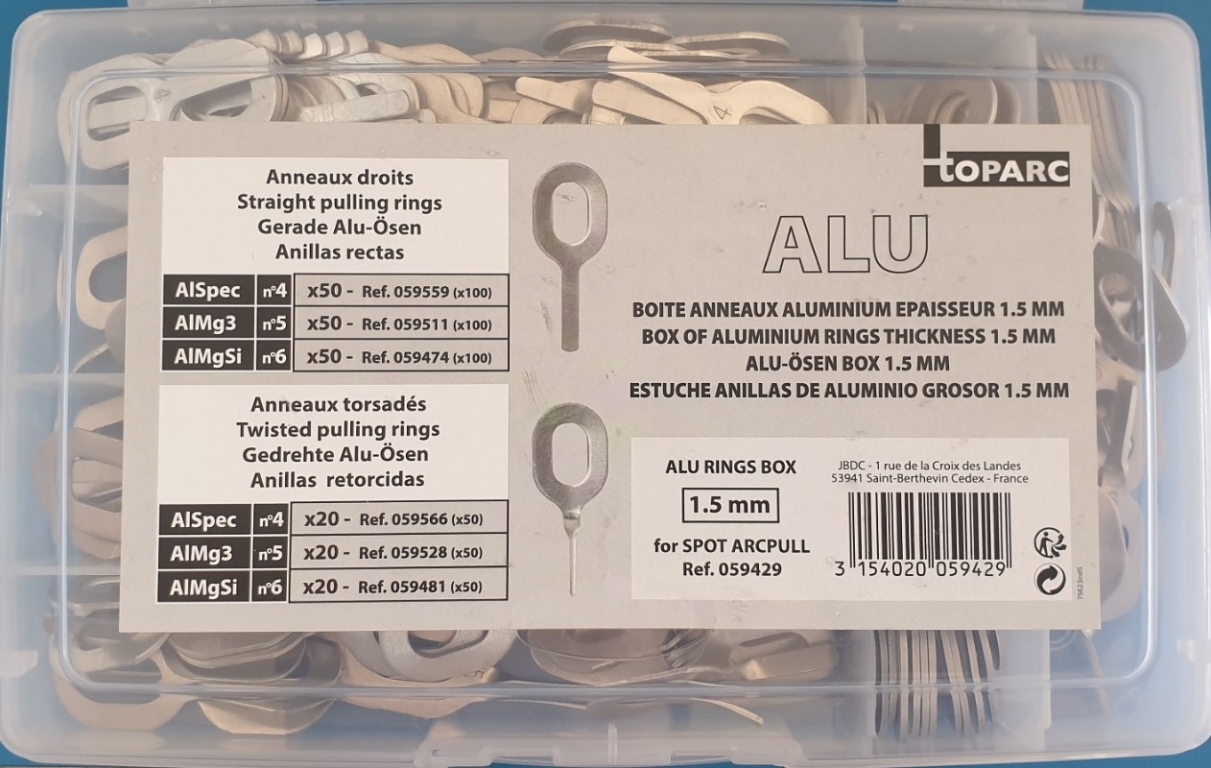 4
4
tOPARC
Anneaux droits
Straight pulling rings
Gerade Alu-Ösen
Anillas rectas
AlSpec n°4 x50 - Ref. 059559 (x100)
AlMg3 n°5 x50 - Ref. 059511 (x100)
AlMgSi n°6 x50 - Ref. 059474 (x100)
Anneaux torsadés
Twisted pulling rings
Gedrehte Alu-Ösen
Anillas retorcidas
AlSpec n°4 x20 - Ref. 059566 (x50)
AlMg3 n°5 x20 - Ref. 059528 (x50)
AlMgSi n°6 x20 - Ref. 059481 (x50)
ALU
BOITE ANNEAUX ALUMINIUM EPAISSEUR 1.5 MM
BOX OF ALUMINIUM RINGS THICKNESS 1.5 MM
ALU-ÖSEN BOX 1.5 MM
ESTUCHE ANILLAS DE ALUMINIO GROSOR 1.5 MM
ALU RINGS BOX
1.5 mm
for SPOT ARCPULL
Ref. 059429
JBDC - 1 rue de la Croix des Landes
53941 Saint-Berthevin Cedex - France
3 154020 059429
5